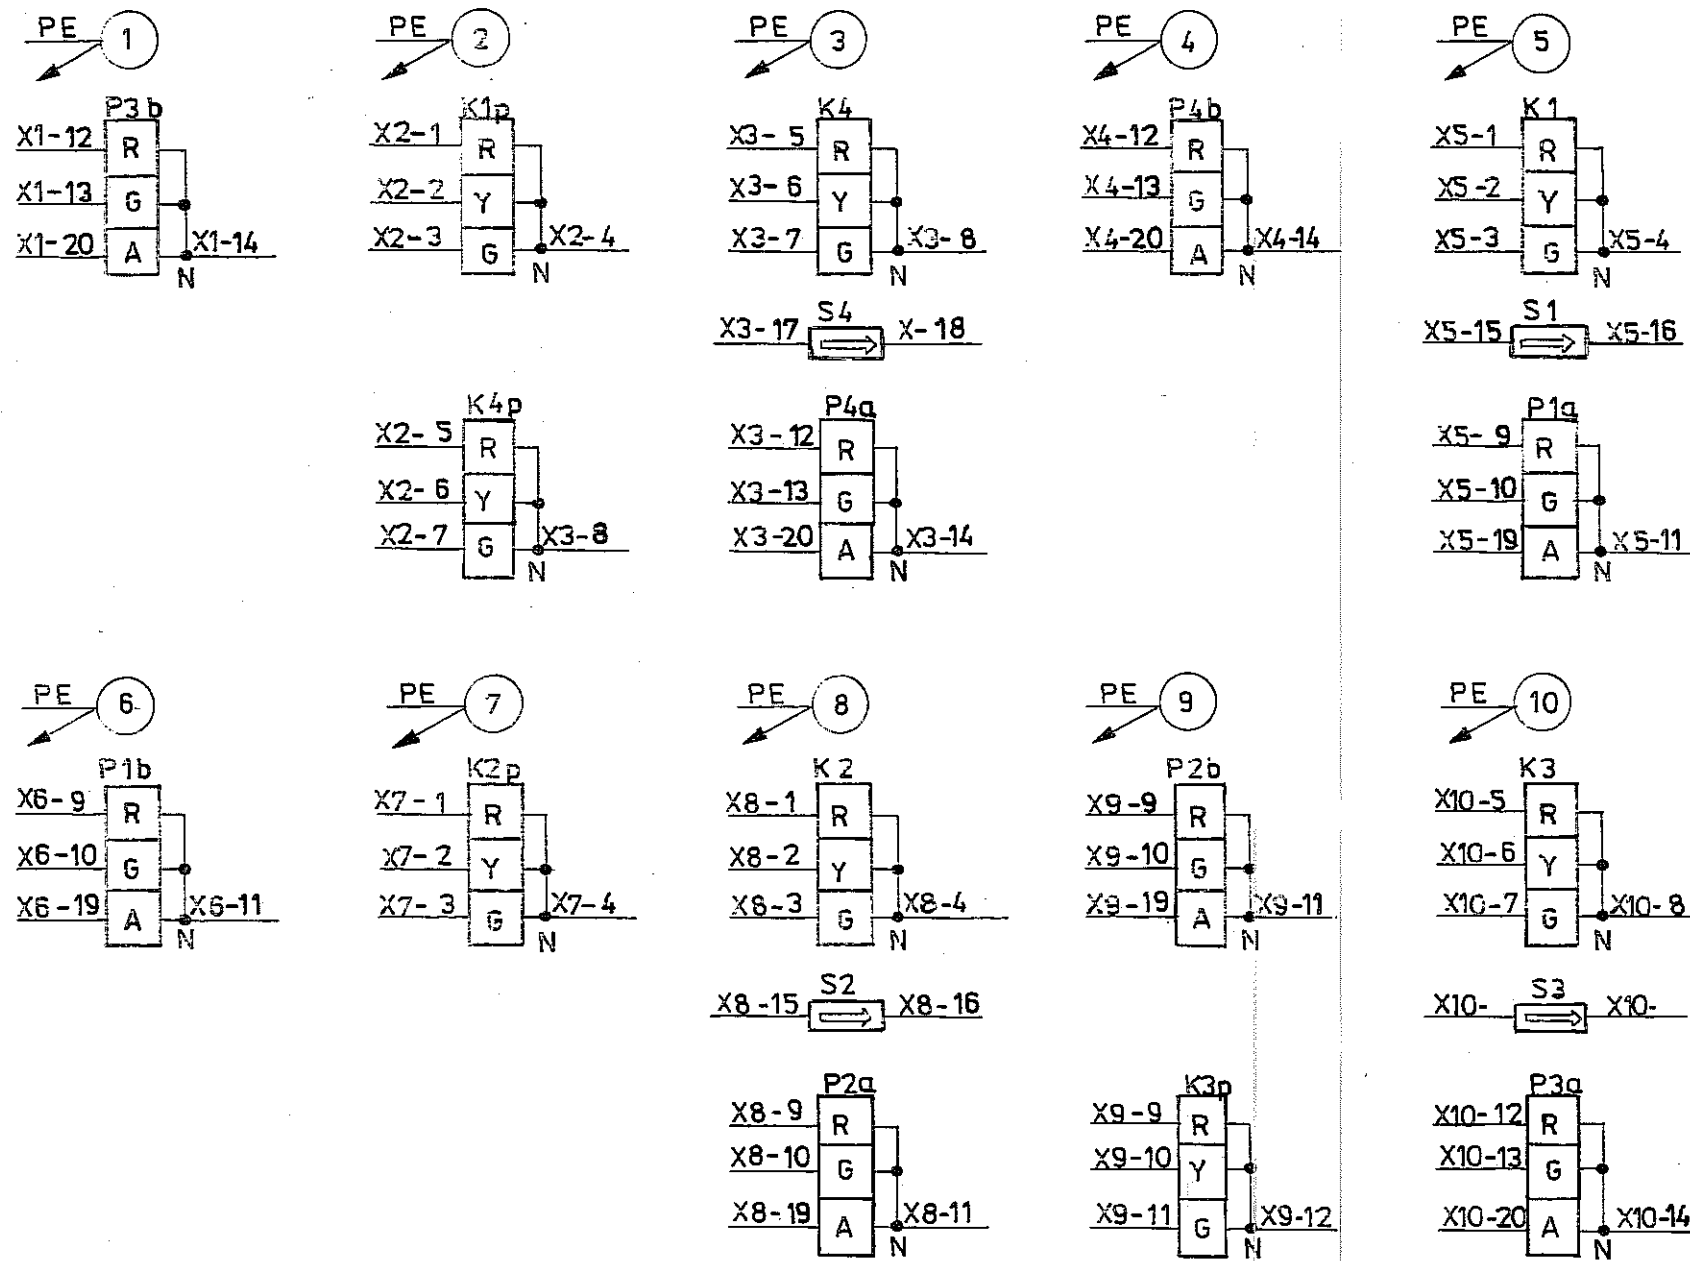 PE 1
P3b
X1-12 R
X1-13 G
X1-20 A X1-14
N
PE 2
K1p
X2-1 R
X2-2 Y
X2-3 G X2-4
N
K4p
X2-5 R
X2-6 Y
X2-7 G X3-8
N
PE 3
K4
X3-5 R
X3-6 Y
X3-7 G X3-8
N
S4
X3-17 X-18
P4a
X3-12 R
X3-13 G
X3-20 A X3-14
N
PE 4
P4b
X4-12 R
X4-13 G
X4-20 A X4-14
N
PE 5
K1
X5-1 R
X5-2 Y
X5-3 G X5-4
N
S1
X5-15 X5-16
P1a
X5-9 R
X5-10 G
X5-19 A X5-11
N
PE 6
P1b
X6-9 R
X6-10 G
X6-19 A X6-11
N
PE 7
K2p
X7-1 R
X7-2 Y
X7-3 G X7-4
N
PE 8
K2
X8-1 R
X8-2 Y
X8-3 G X8-4
N
S2
X8-15 X8-16
P2a
X8-9 R
X8-10 G
X8-19 A X8-11
N
PE 9
P2b
X9-9 R
X9-10 G
X9-19 A X9-11
N
K3p
X9-9 R
X9-10 Y
X9-11 G X9-12
N
PE 10
K3
X10-5 R
X10-6 Y
X10-7 G X10-8
N
S3
X10- X10-
P3a
X10-12 R
X10-13 G
X10-20 A X10-14
N